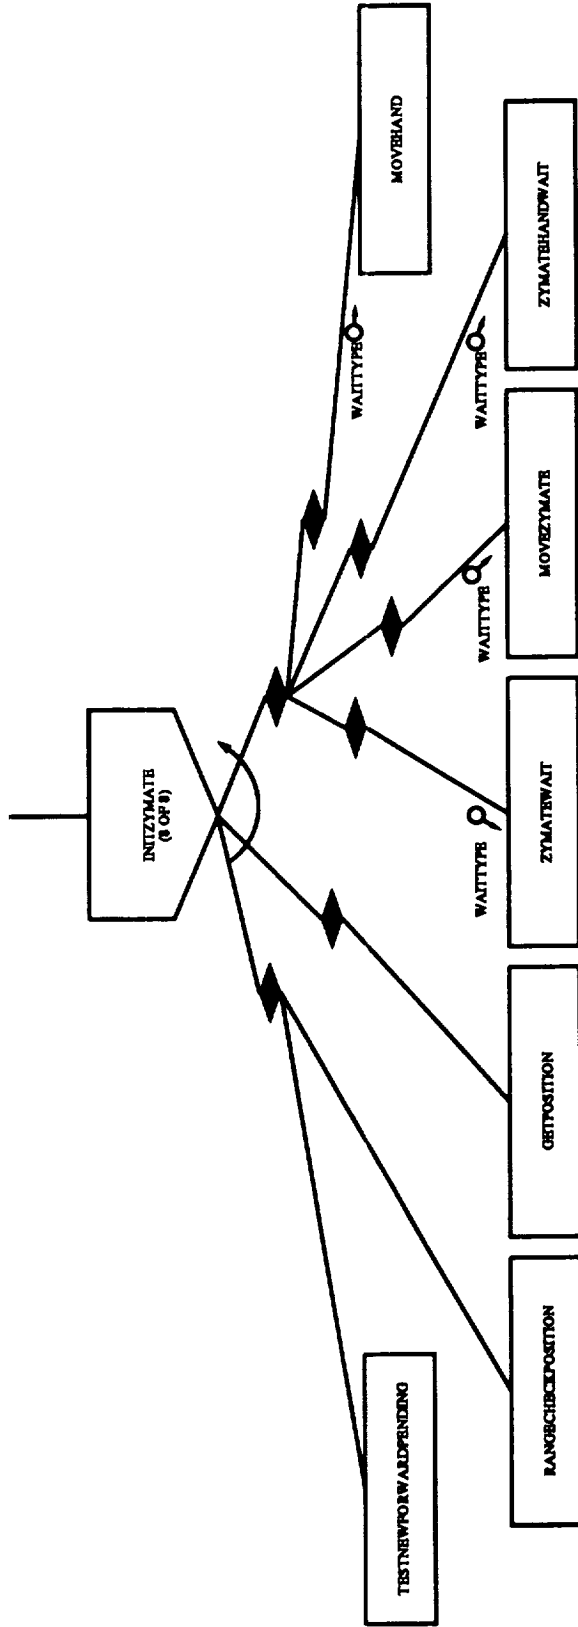 INITZYMATE
(8 OF 8)
TESTNEWFORWARDPENDING
MOVEHAND
WAITTYPE
WAITTYPE
WAITTYPE
WAITTYPE
RANGECHECKPOSITION
GETPOSITION
ZYMATEWAIT
MOVEZYMATE
ZYMATEHANDWAIT